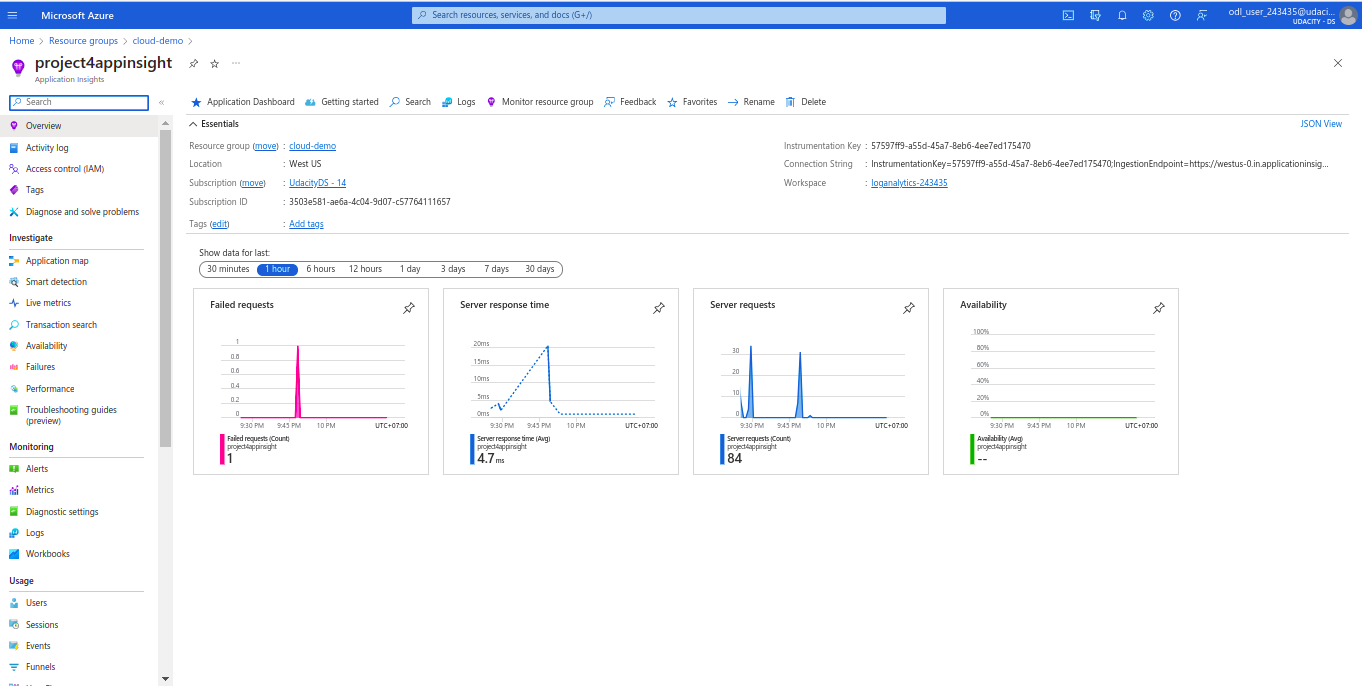 Microsoft Azure
Search resources, services, and docs (G+/)
odl_user_243435@udaci...
UDACITY - DS
Home > Resource groups > cloud-demo >
project4appinsight
Application Insights
Search
«
Overview
Activity log
Access control (IAM)
Tags
Diagnose and solve problems
Investigate
Application map
Smart detection
Live metrics
Transaction search
Availability
Failures
Performance
Troubleshooting guides
(preview)
Monitoring
Alerts
Metrics
Diagnostic settings
Logs
Workbooks
Usage
Users
Sessions
Events
Funnels
Application Dashboard Getting started Search Logs Monitor resource group Feedback Favorites Rename Delete
Essentials
JSON View
Resource group (move) : cloud-demo
Location : West US
Subscription (move) : UdacityDS - 14
Subscription ID : 3503e581-ae6a-4c04-9d07-c57764111657
Tags (edit) : Add tags
Instrumentation Key : 57597ff9-a55d-45a7-8eb6-4ee7ed175470
Connection String : InstrumentationKey=57597ff9-a55d-45a7-8eb6-4ee7ed175470;IngestionEndpoint=https://westus-0.in.applicationinsig...
Workspace : loganalytics-243435
Show data for last:
30 minutes 1 hour 6 hours 12 hours 1 day 3 days 7 days 30 days
Failed requests
1
0.8
0.6
0.4
0.2
0
9:30 PM 9:45 PM 10 PM UTC+07:00
Failed requests (Count)
project4appinsight
1
Server response time
20ms
15ms
10ms
5ms
0ms
9:30 PM 9:45 PM 10 PM UTC+07:00
Server response time (Avg)
project4appinsight
4.7 ms
Server requests
30
20
10
0
9:30 PM 9:45 PM 10 PM UTC+07:00
Server requests (Count)
project4appinsight
84
Availability
100%
80%
60%
40%
20%
0%
9:30 PM 9:45 PM 10 PM UTC+07:00
Availability (Avg)
project4appinsight
--